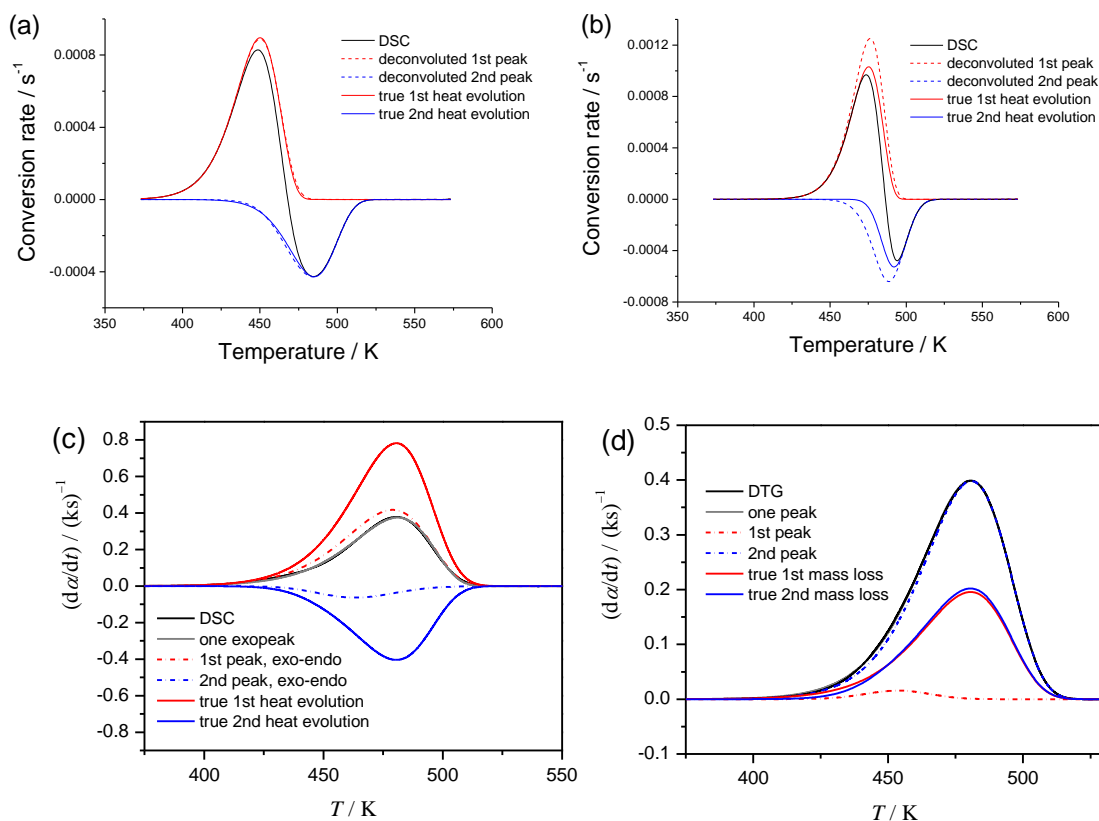 (a)
DSC
deconvoluted 1st peak
deconvoluted 2nd peak
true 1st heat evolution
true 2nd heat evolution
Conversion rate / s⁻¹
0.0008
0.0004
0.0000
-0.0004
350 400 450 500 550 600
Temperature / K
(b)
DSC
deconvoluted 1st peak
deconvoluted 2nd peak
true 1st heat evolution
true 2nd heat evolution
Conversion rate / s⁻¹
0.0012
0.0008
0.0004
0.0000
-0.0004
-0.0008
350 400 450 500 550 600
Temperature / K
(c)
(dα/dt) / (ks)⁻¹
0.8
0.6
0.4
0.2
0.0
-0.2
-0.4
-0.6
-0.8
DSC
one exopeak
1st peak, exo-endo
2nd peak, exo-endo
true 1st heat evolution
true 2nd heat evolution
400 450 500 550
T / K
(d)
(dα/dt) / (ks)⁻¹
0.5
0.4
0.3
0.2
0.1
0.0
-0.1
DTG
one peak
1st peak
2nd peak
true 1st mass loss
true 2nd mass loss
400 450 500
T / K